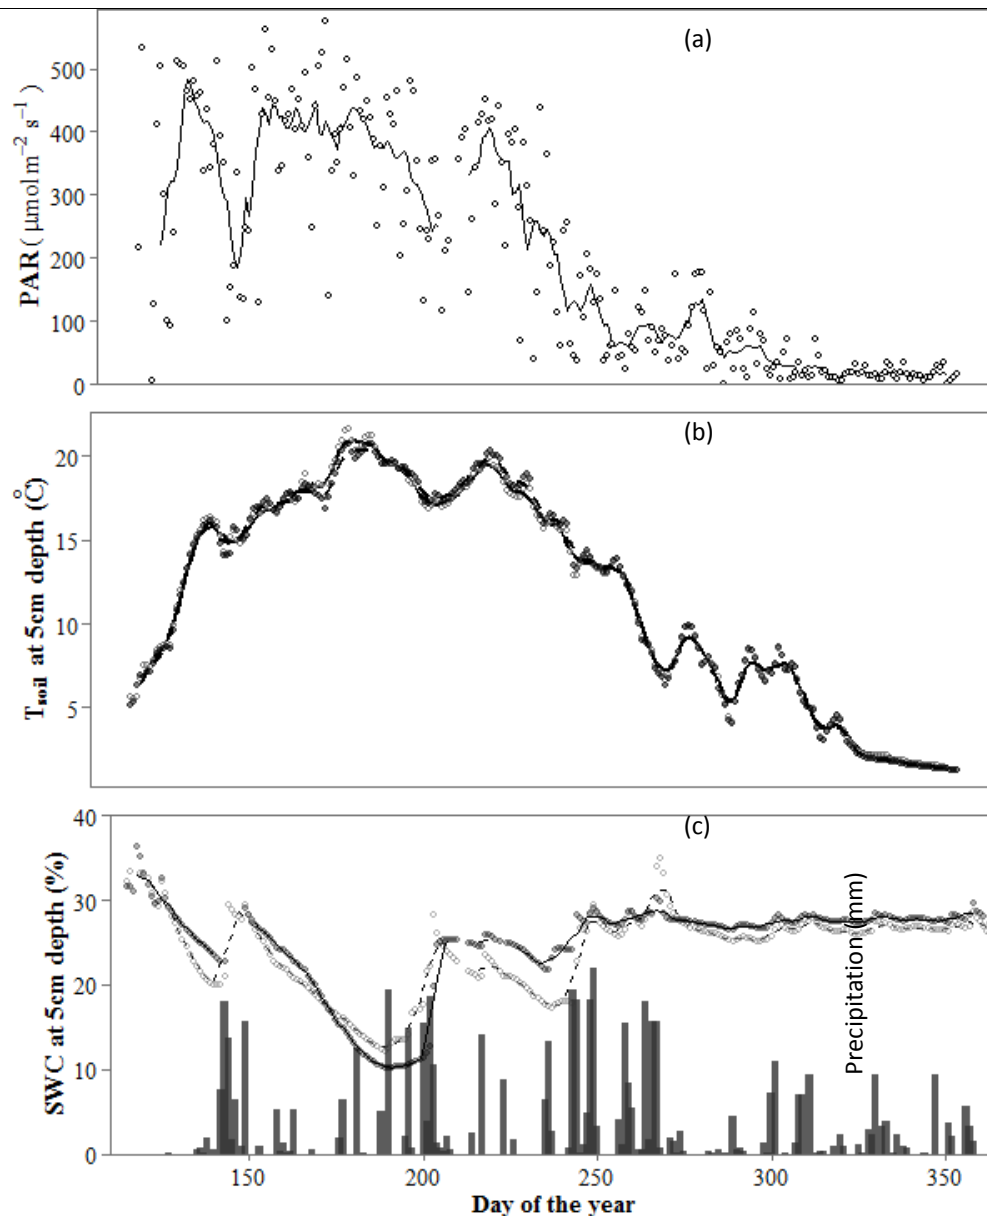 (a)
500
400
300
200
100
0
PAR ( μmol m⁻² s⁻¹ )
(b)
20
15
10
5
Tsoil at 5cm depth (°C)
(c)
40
30
20
10
0
SWC at 5cm depth (%)
Precipitation (mm)
150 200 250 300 350
Day of the year